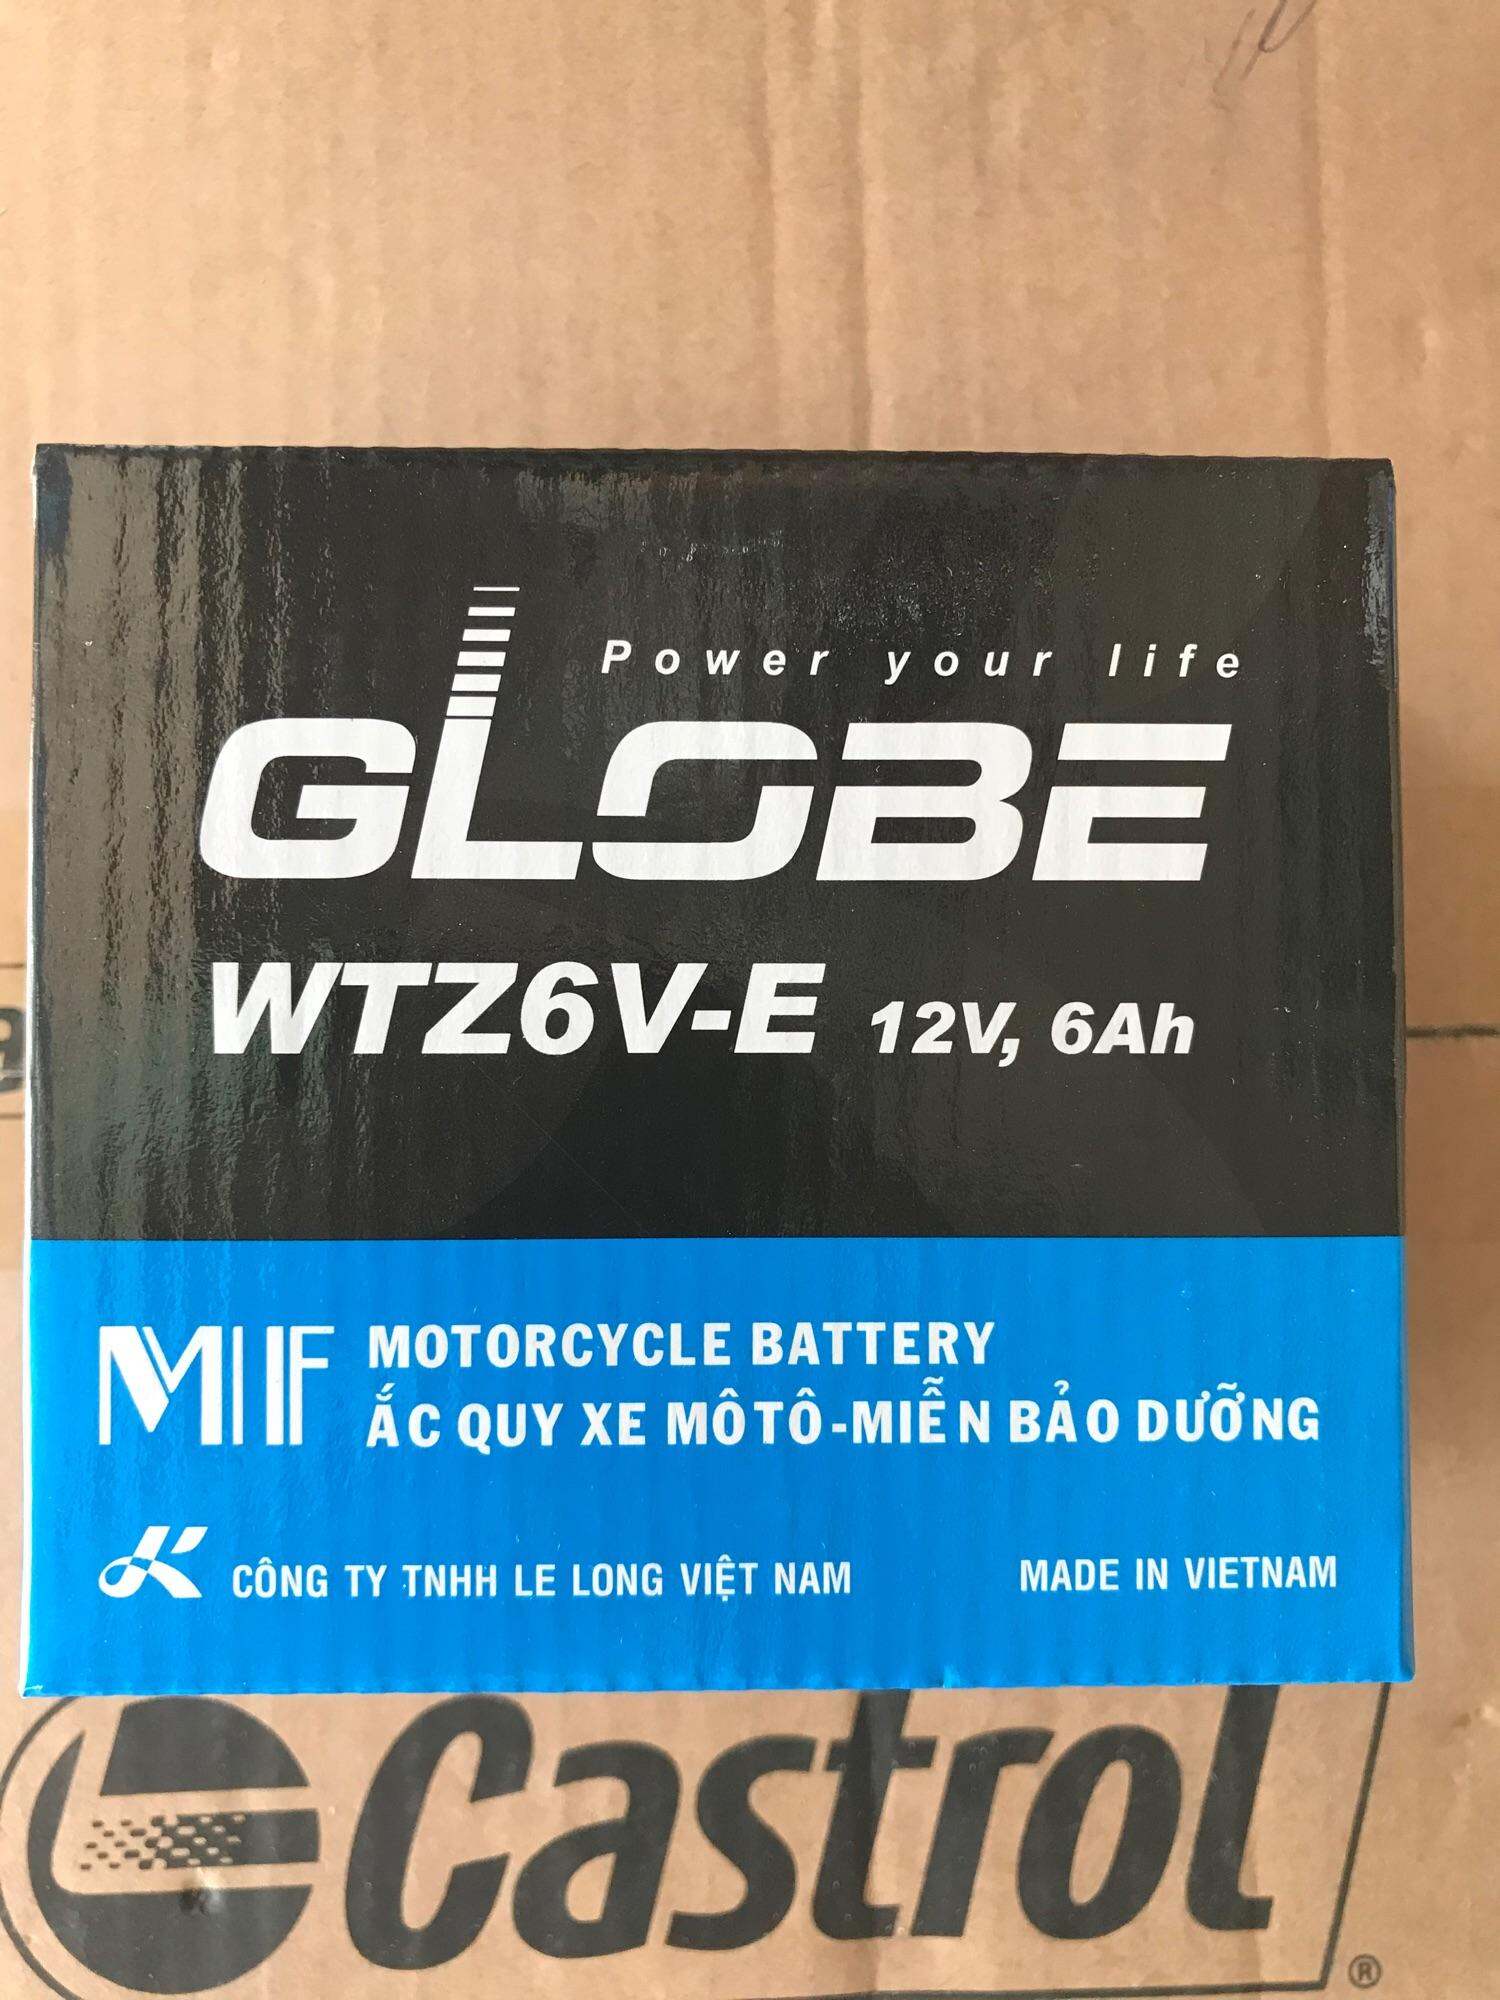 Power your life
GLOBE
WTZ6V-E 12V, 6Ah
MF MOTORCYCLE BATTERY
ẮC QUY XE MÔTÔ-MIỄN BẢO DƯỠNG
CÔNG TY TNHH LE LONG VIỆT NAM MADE IN VIETNAM
Castrol ®